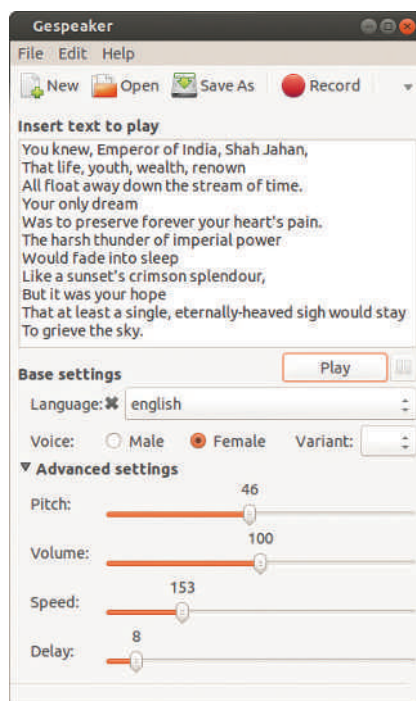 Gespeaker
File Edit Help
New Open Save As Record
Insert text to play
You knew, Emperor of India, Shah Jahan,
That life, youth, wealth, renown
All float away down the stream of time.
Your only dream
Was to preserve forever your heart's pain.
The harsh thunder of imperial power
Would fade into sleep
Like a sunset's crimson splendour,
But it was your hope
That at least a single, eternally-heaved sigh would stay
To grieve the sky.
Play
Base settings
Language: english
Voice: Male Female Variant:
Advanced settings
46
Pitch:
100
Volume:
153
Speed:
8
Delay: